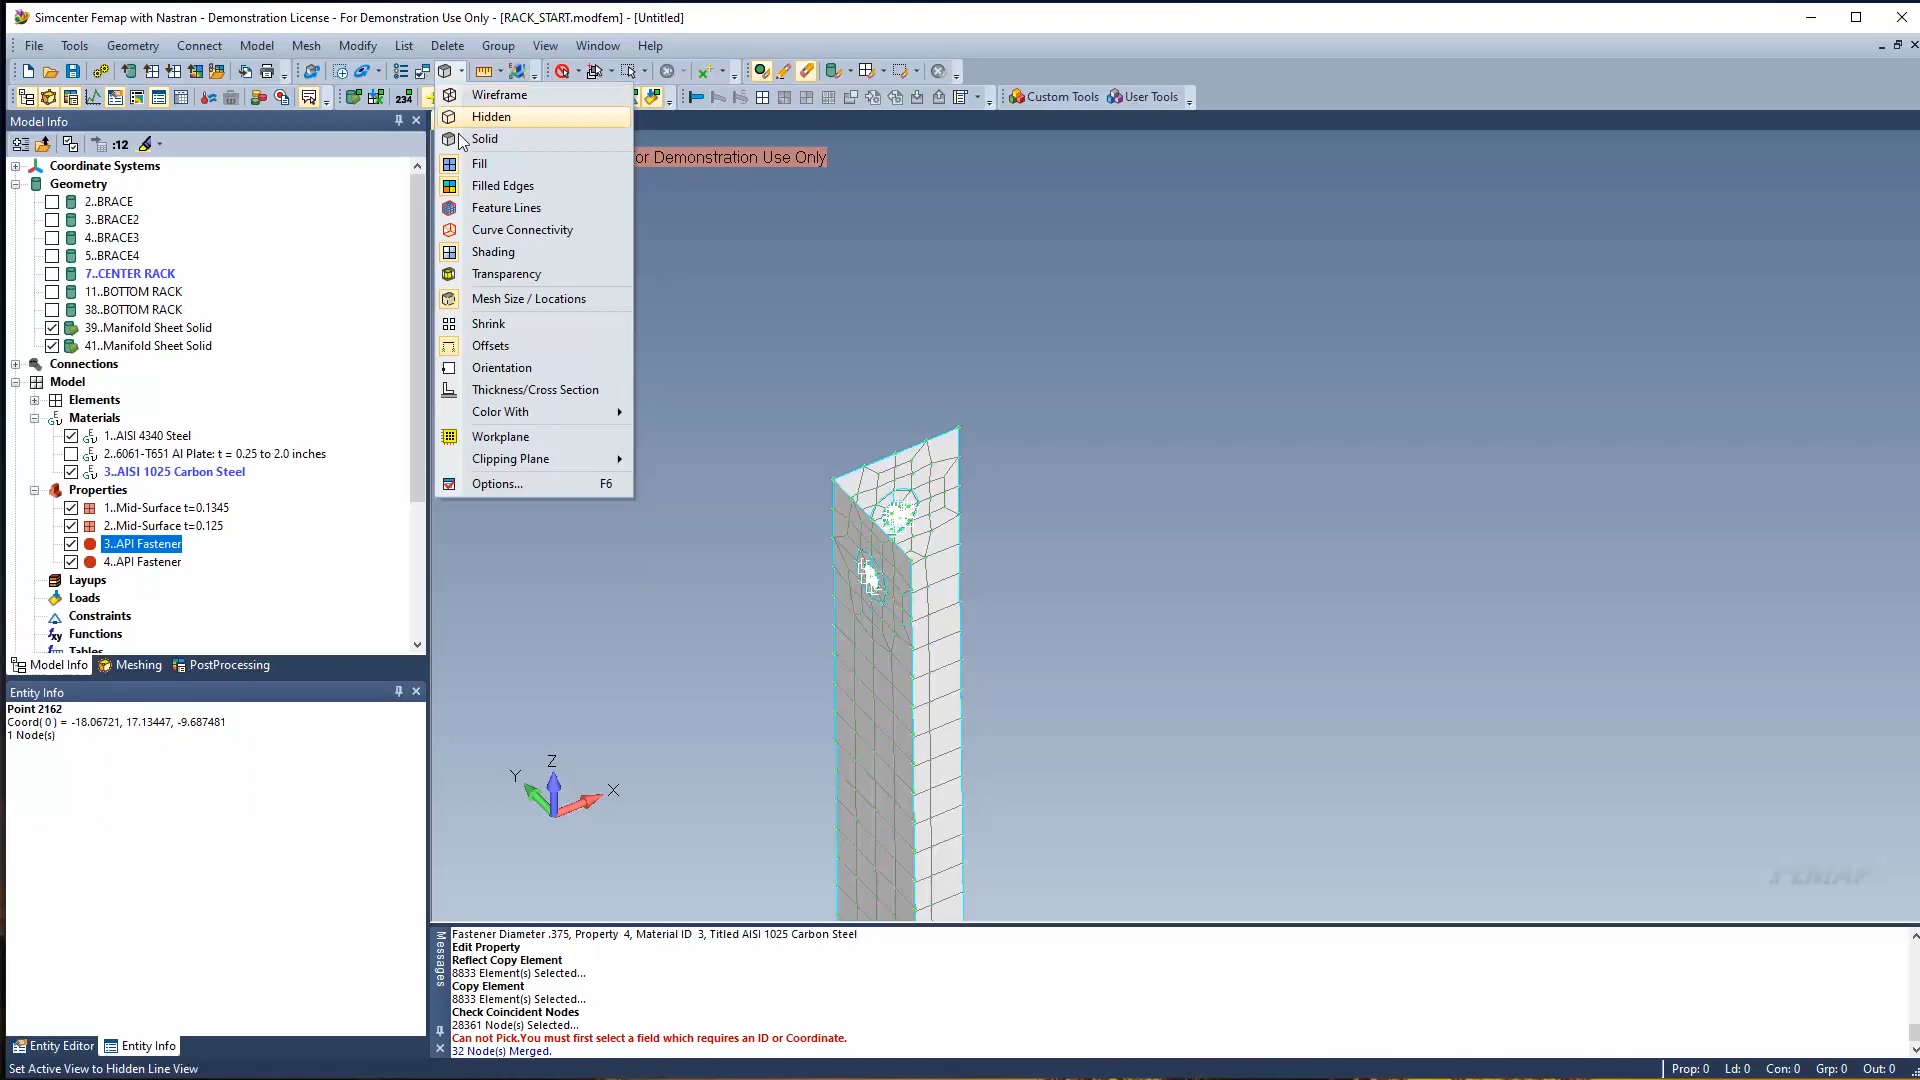 Simcenter Femap with Nastran - Demonstration License - For Demonstration Use Only - [RACK_START.modfem] - [Untitled]
File Tools Geometry Connect Model Mesh Modify List Delete Group View Window Help
234
Custom Tools User Tools
Model Info
:12
Coordinate Systems
Geometry
2..BRACE
3..BRACE2
4..BRACE3
5..BRACE4
7..CENTER RACK
11..BOTTOM RACK
38..BOTTOM RACK
39..Manifold Sheet Solid
41..Manifold Sheet Solid
Connections
Model
Elements
Materials
1..AISI 4340 Steel
2..6061-T651 Al Plate: t = 0.25 to 2.0 inches
3..AISI 1025 Carbon Steel
Properties
1..Mid-Surface t=0.1345
2..Mid-Surface t=0.125
3..API Fastener
4..API Fastener
Layups
Loads
Constraints
Functions
Tables
Model Info Meshing PostProcessing
Entity Info
Point 2162
Coord( 0 ) = -18.06721, 17.13447, -9.687481
1 Node(s)
Entity Editor Entity Info
Wireframe
Hidden
Solid
Fill
Filled Edges
Feature Lines
Curve Connectivity
Shading
Transparency
Mesh Size / Locations
Shrink
Offsets
Orientation
Thickness/Cross Section
Color With
Workplane
Clipping Plane
Options... F6
or Demonstration Use Only
Z
Y
X
FEMAP
Messages
Fastener Diameter .375, Property 4, Material ID 3, Titled AISI 1025 Carbon Steel
Edit Property
Reflect Copy Element
8833 Element(s) Selected...
Copy Element
8833 Element(s) Selected...
Check Coincident Nodes
28361 Node(s) Selected...
Can not Pick.You must first select a field which requires an ID or Coordinate.
32 Node(s) Merged.
Set Active View to Hidden Line View
Prop: 0 Ld: 0 Con: 0 Grp: 0 Out: 0